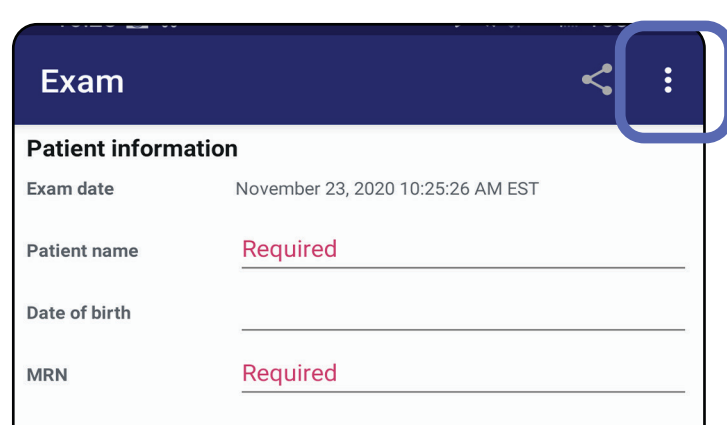 Exam
Patient information
Exam date November 23, 2020 10:25:26 AM EST
Patient name Required
Date of birth
MRN Required